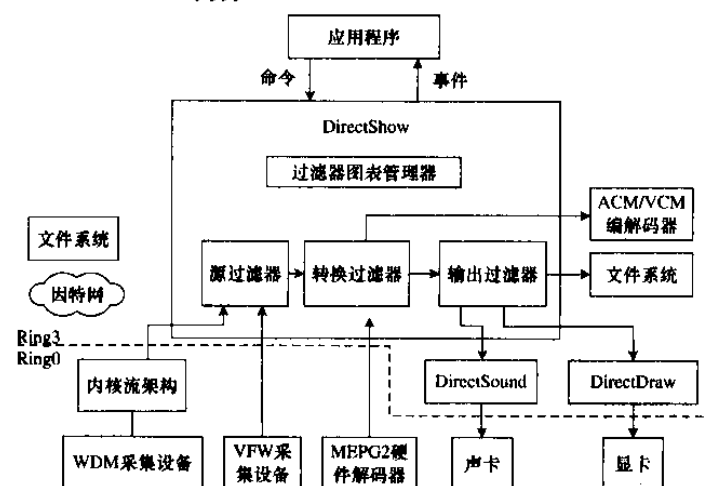 应用程序
命令
事件
DirectShow
过滤器图表管理器
ACM/VCM
编解码器
文件系统
源过滤器
转换过滤器
输出过滤器
文件系统
因特网
Ring3
Ring0
内核流架构
DirectSound
DirectDraw
WDM采集设备
VFW采
集设备
MEPG2硬
件解码器
声卡
显卡